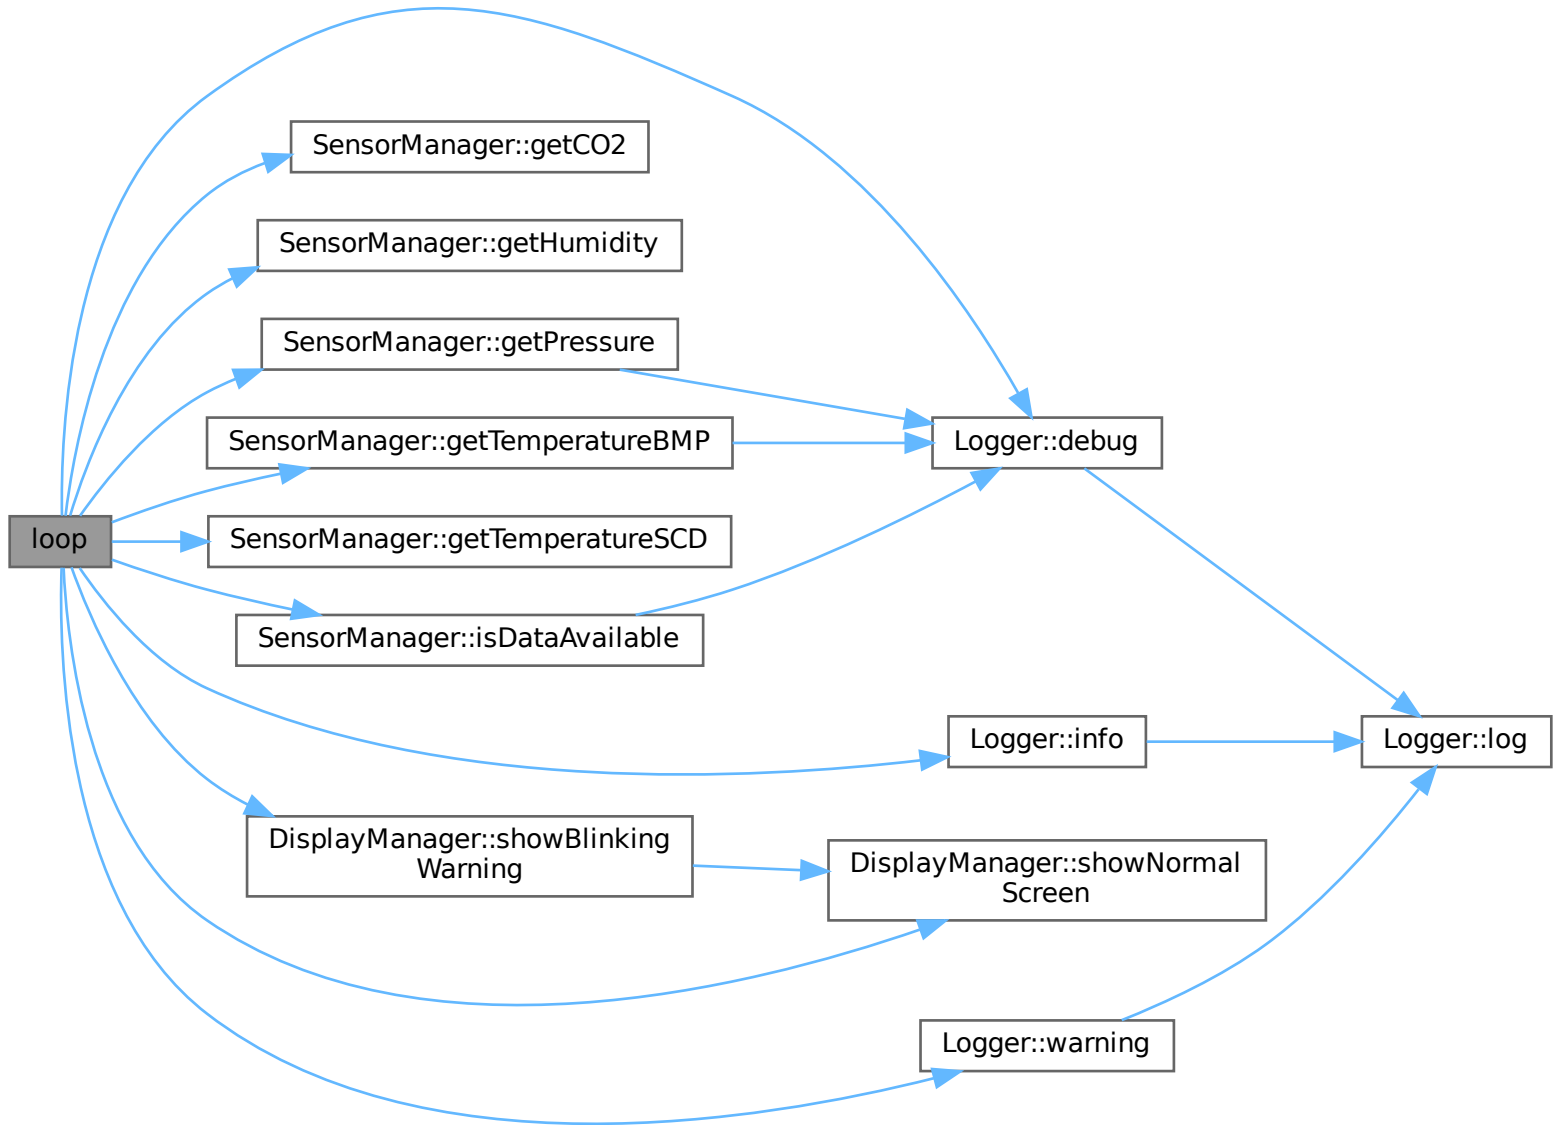 SensorManager::getCO2
SensorManager::getHumidity
SensorManager::getPressure
SensorManager::getTemperatureBMP
Logger::debug
loop
SensorManager::getTemperatureSCD
SensorManager::isDataAvailable
Logger::info
Logger::log
DisplayManager::showBlinking
Warning
DisplayManager::showNormal
Screen
Logger::warning